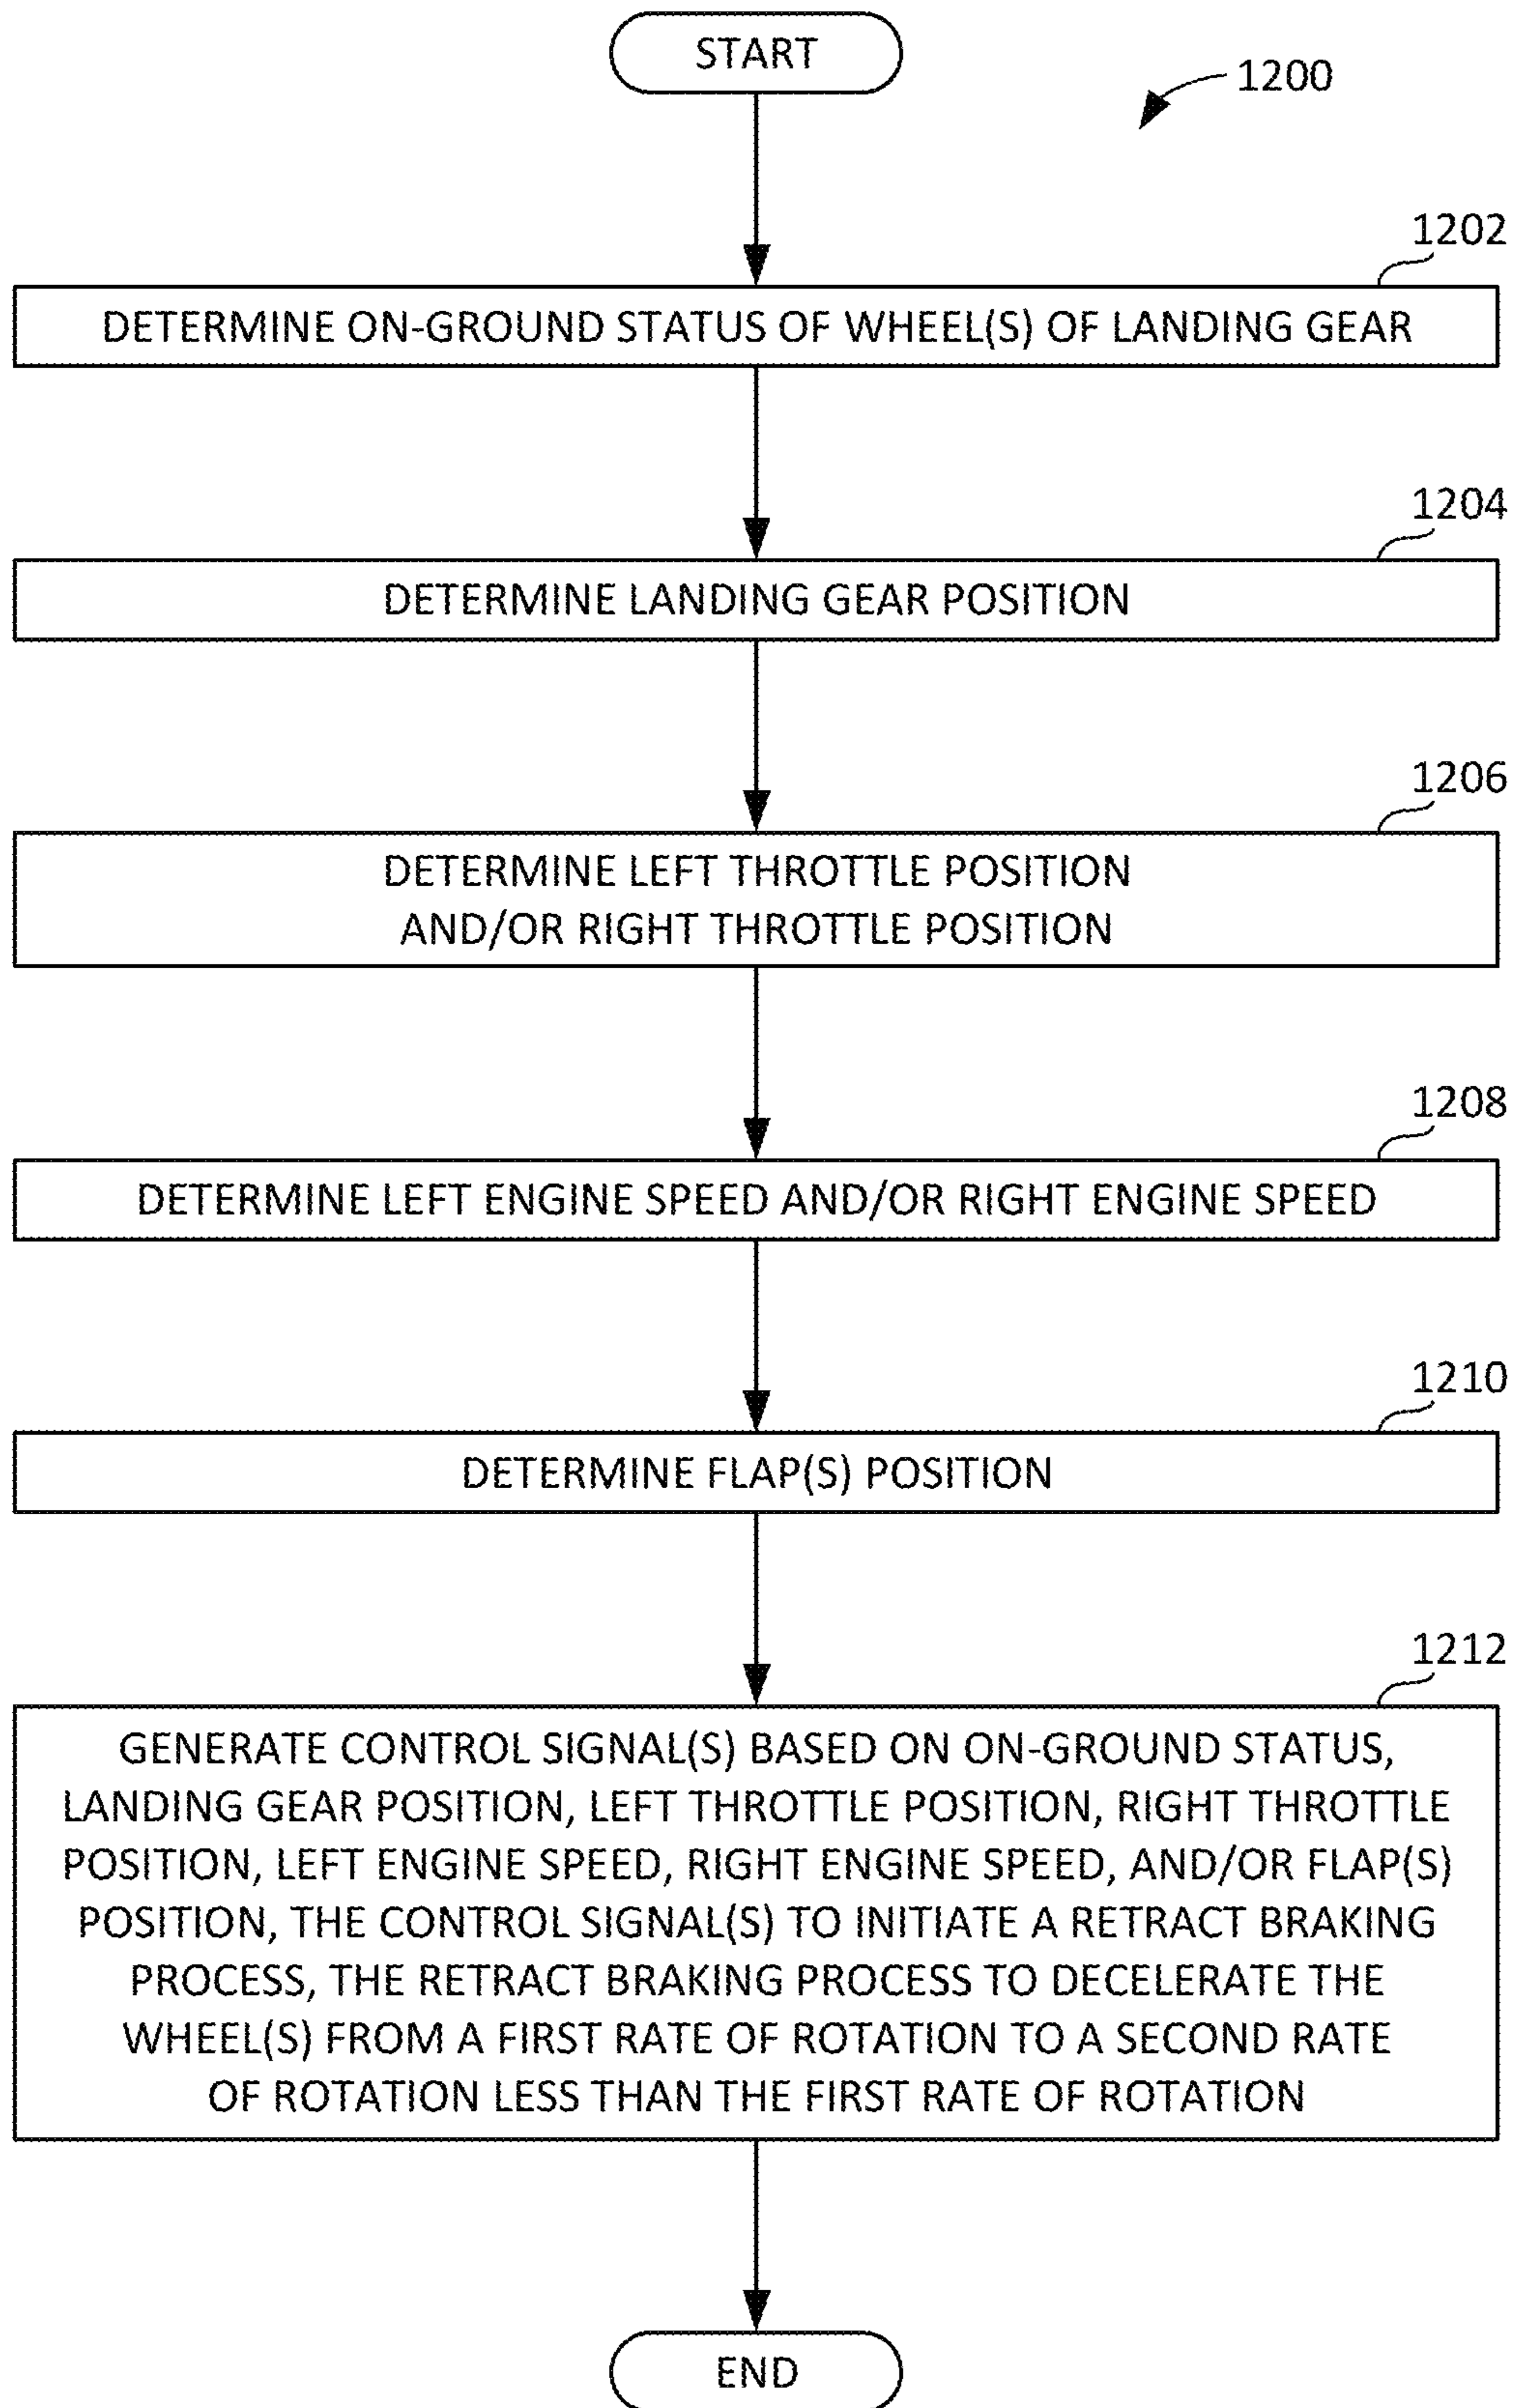 START
1200
1202
DETERMINE ON-GROUND STATUS OF WHEEL(S) OF LANDING GEAR
1204
DETERMINE LANDING GEAR POSITION
1206
DETERMINE LEFT THROTTLE POSITION
AND/OR RIGHT THROTTLE POSITION
1208
DETERMINE LEFT ENGINE SPEED AND/OR RIGHT ENGINE SPEED
1210
DETERMINE FLAP(S) POSITION
1212
GENERATE CONTROL SIGNAL(S) BASED ON ON-GROUND STATUS,
LANDING GEAR POSITION, LEFT THROTTLE POSITION, RIGHT THROTTLE
POSITION, LEFT ENGINE SPEED, RIGHT ENGINE SPEED, AND/OR FLAP(S)
POSITION, THE CONTROL SIGNAL(S) TO INITIATE A RETRACT BRAKING
PROCESS, THE RETRACT BRAKING PROCESS TO DECELERATE THE
WHEEL(S) FROM A FIRST RATE OF ROTATION TO A SECOND RATE
OF ROTATION LESS THAN THE FIRST RATE OF ROTATION
END